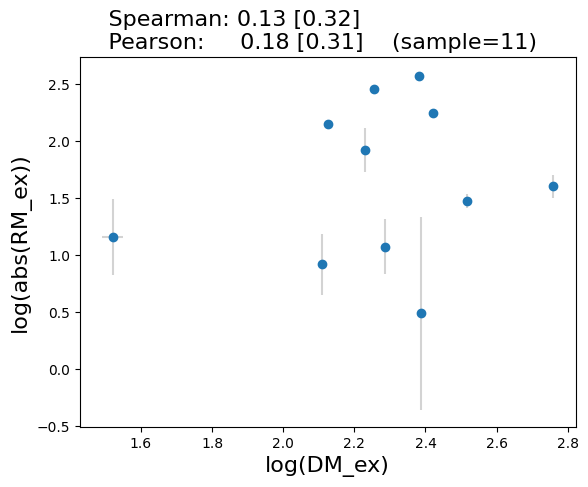 Spearman: 0.13 [0.32]
Pearson: 0.18 [0.31] (sample=11)
log(abs(RM_ex))
2.5
2.0
1.5
1.0
0.5
0.0
−0.5
1.6 1.8 2.0 2.2 2.4 2.6 2.8
log(DM_ex)